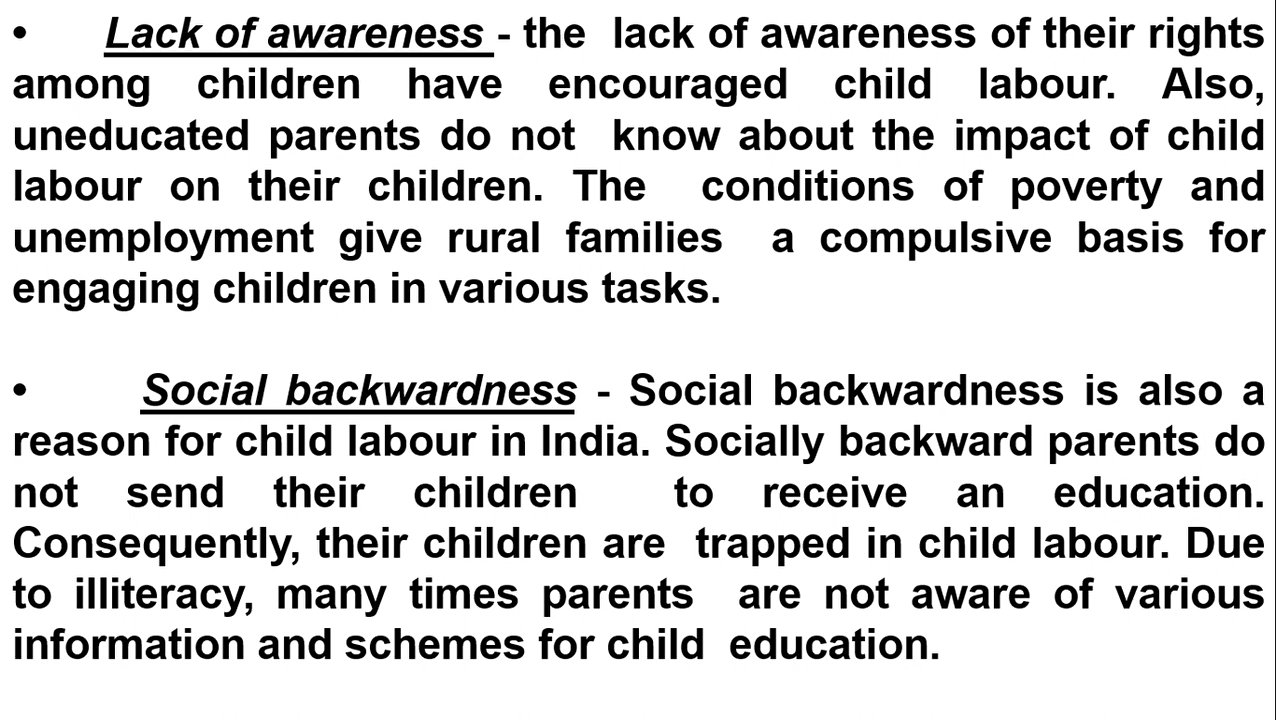 • Lack of awareness - the lack of awareness of their rights
among children have encouraged child labour. Also,
uneducated parents do not know about the impact of child
labour on their children. The conditions of poverty and
unemployment give rural families a compulsive basis for
engaging children in various tasks.
• Social backwardness - Social backwardness is also a
reason for child labour in India. Socially backward parents do
not send their children to receive an education.
Consequently, their children are trapped in child labour. Due
to illiteracy, many times parents are not aware of various
information and schemes for child education.